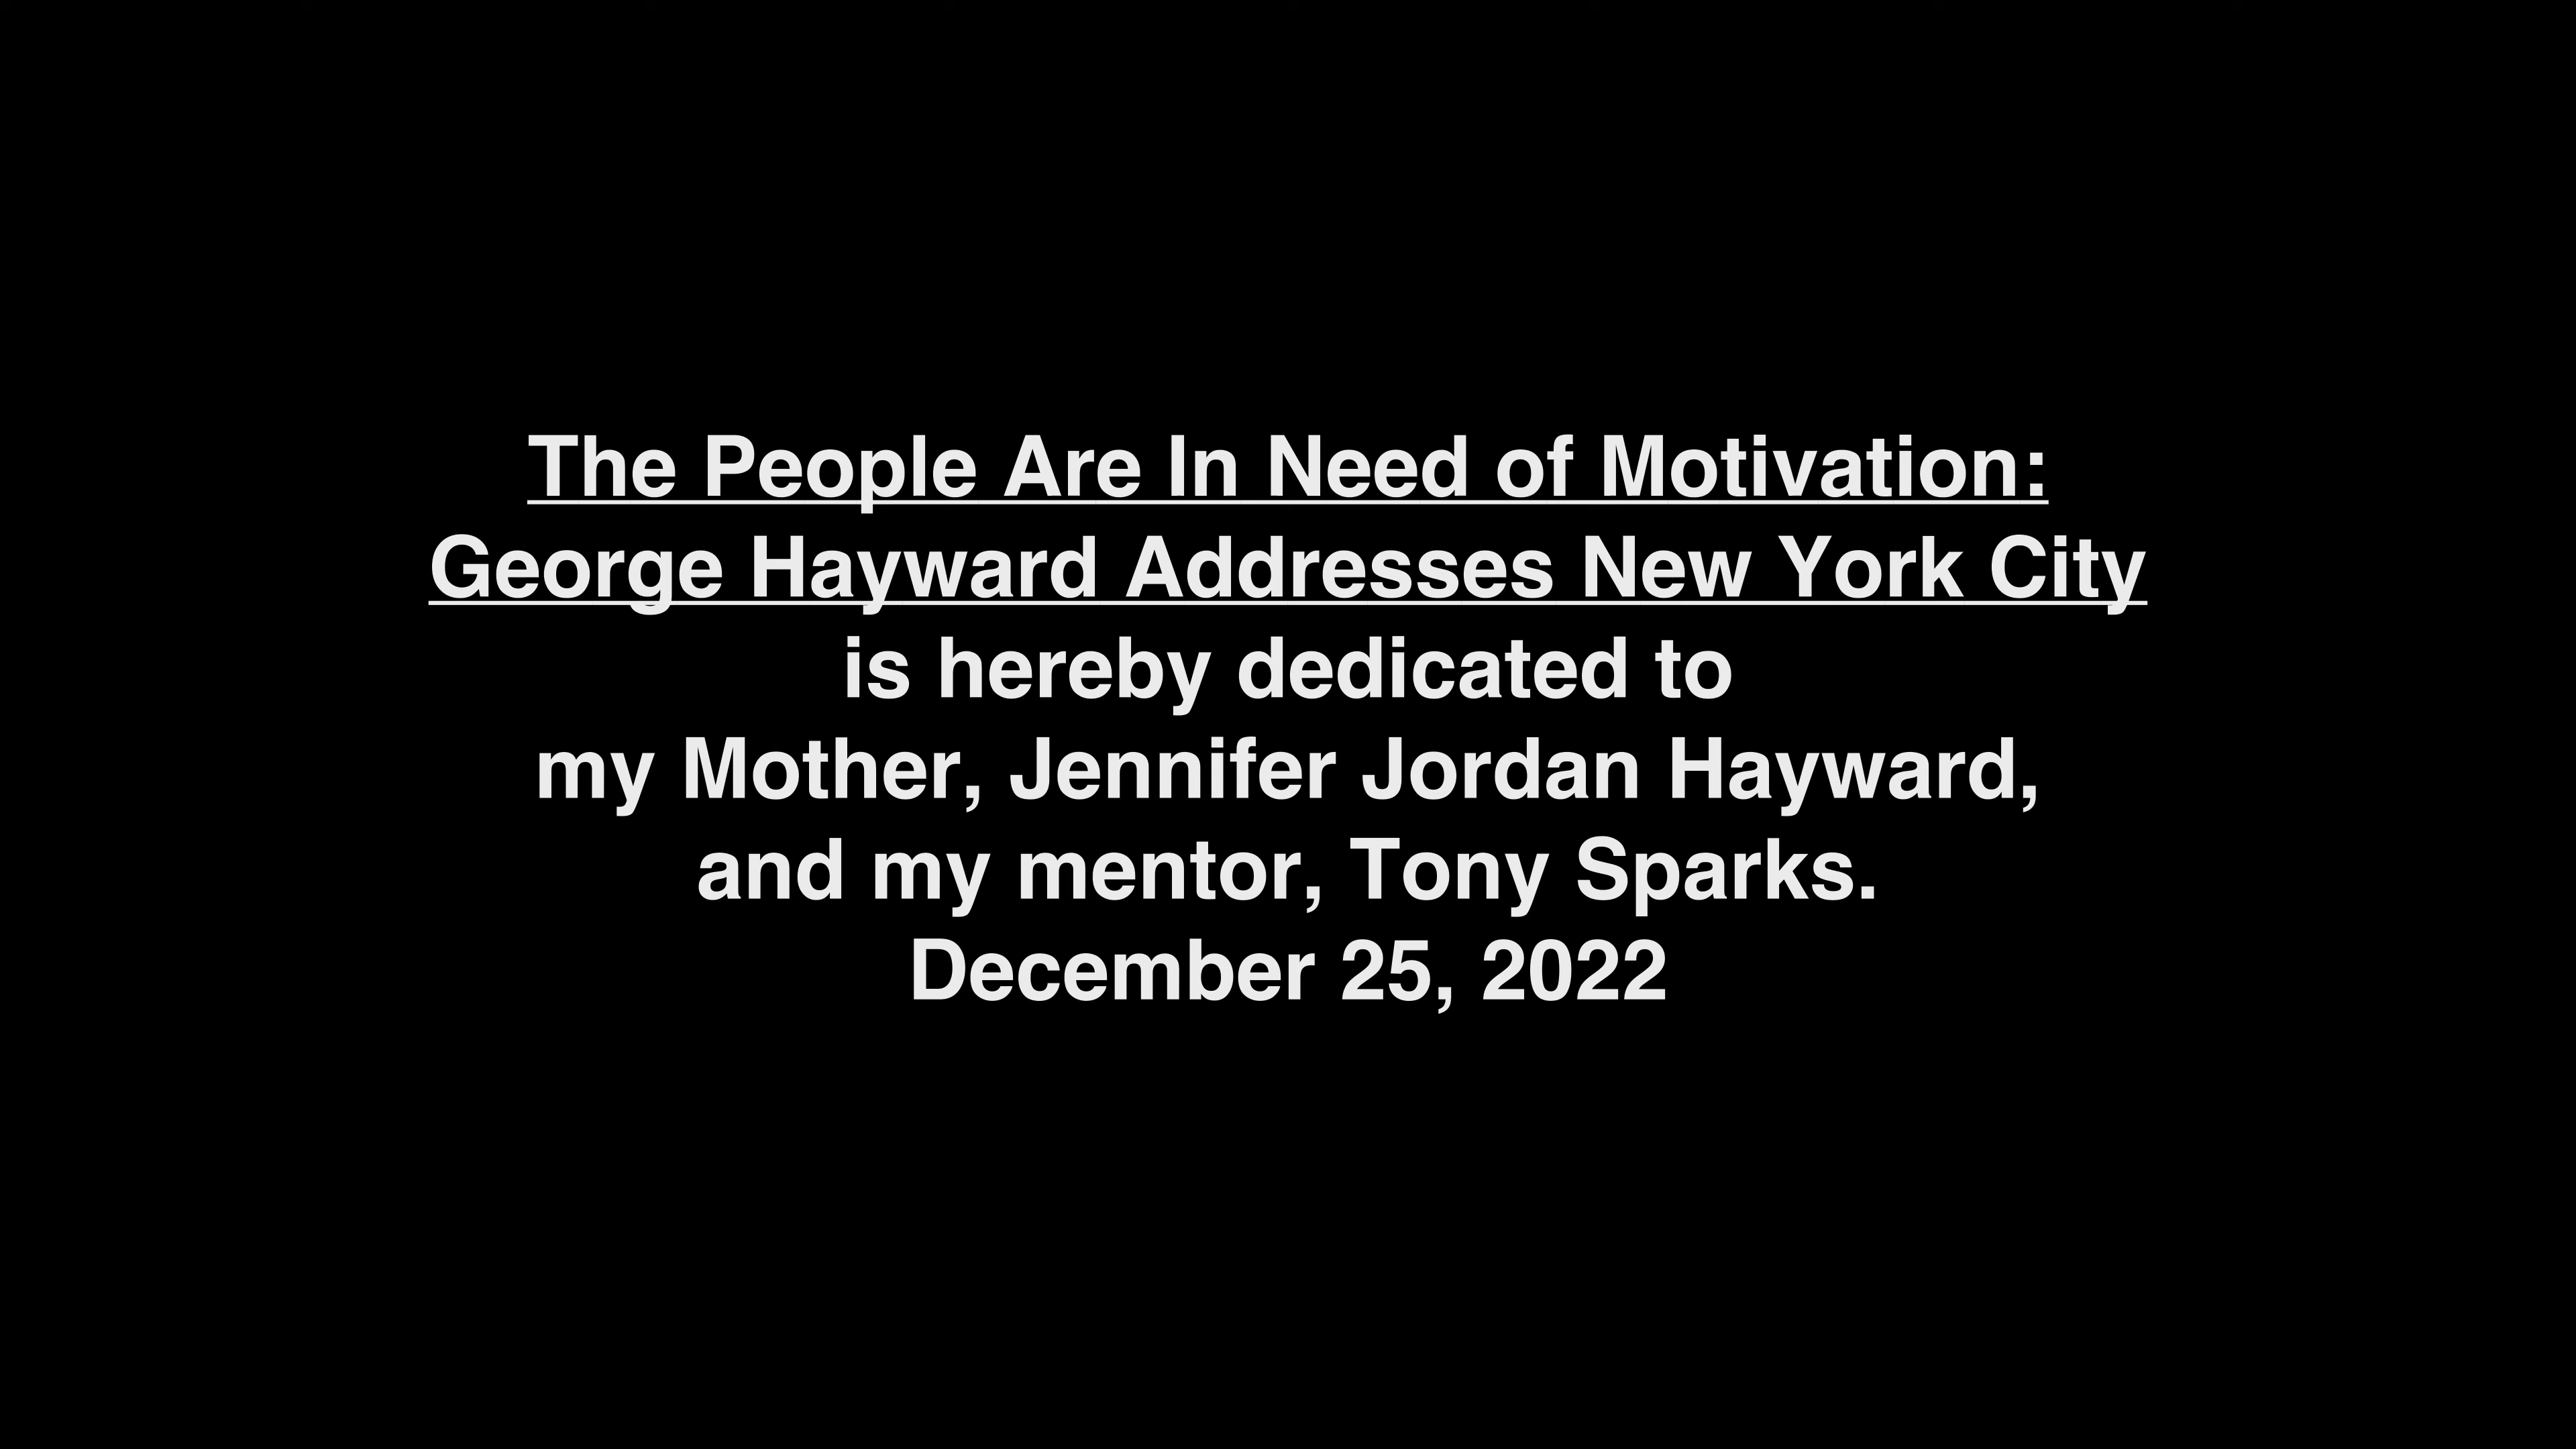 The People Are In Need of Motivation:
George Hayward Addresses New York City
is hereby dedicated to
my Mother, Jennifer Jordan Hayward,
and my mentor, Tony Sparks.
December 25, 2022